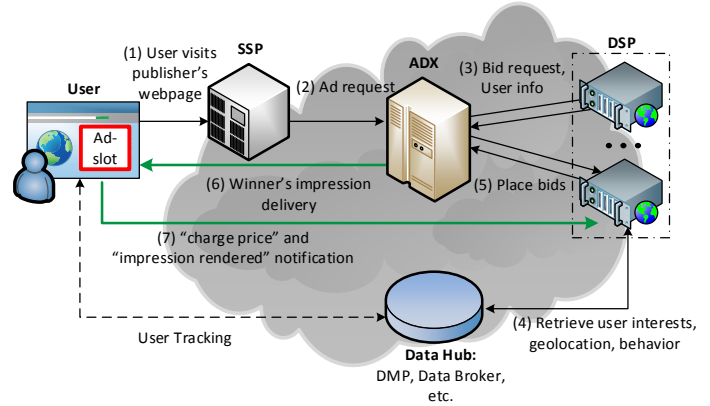 (1) User visits
publisher's
webpage
SSP
ADX
DSP
User
(2) Ad request
(3) Bid request,
User info
Ad-
slot
(6) Winner's impression
delivery
(5) Place bids
(7) “charge price” and
“impression rendered” notification
User Tracking
(4) Retrieve user interests,
geolocation, behavior
Data Hub:
DMP, Data Broker,
etc.